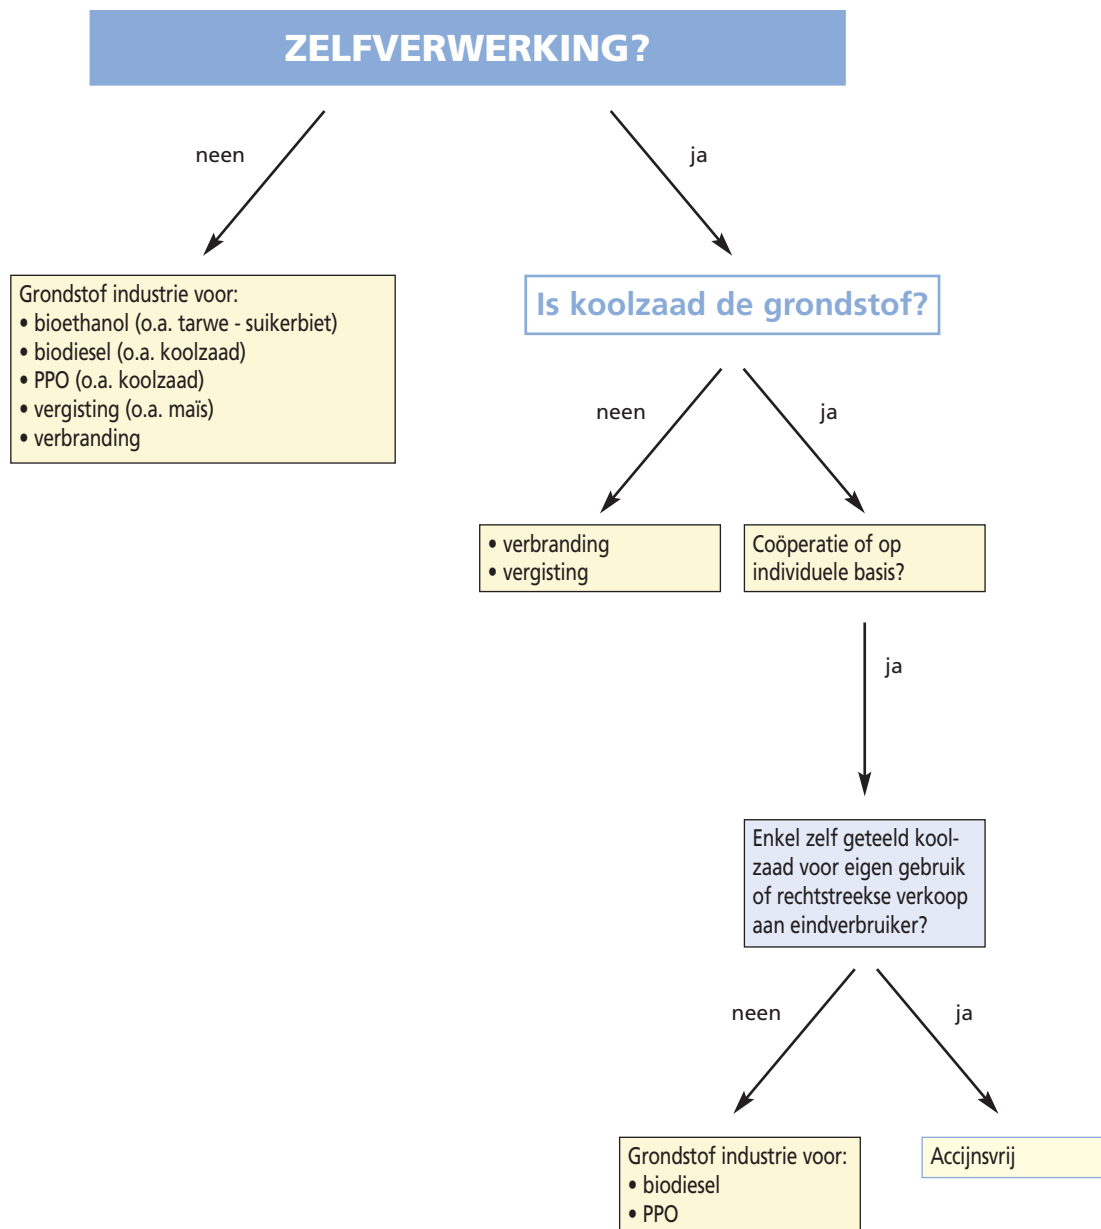 ZELFVERWERKING?
neen
ja
Grondstof industrie voor:
• bioethanol (o.a. tarwe - suikerbiet)
• biodiesel (o.a. koolzaad)
• PPO (o.a. koolzaad)
• vergisting (o.a. maïs)
• verbranding
Is koolzaad de grondstof?
neen
ja
• verbranding
• vergisting
Coöperatie of op
individuele basis?
ja
Enkel zelf geteeld kool-
zaad voor eigen gebruik
of rechtstreekse verkoop
aan eindverbruiker?
neen
ja
Grondstof industrie voor:
• biodiesel
• PPO
Accijnsvrij